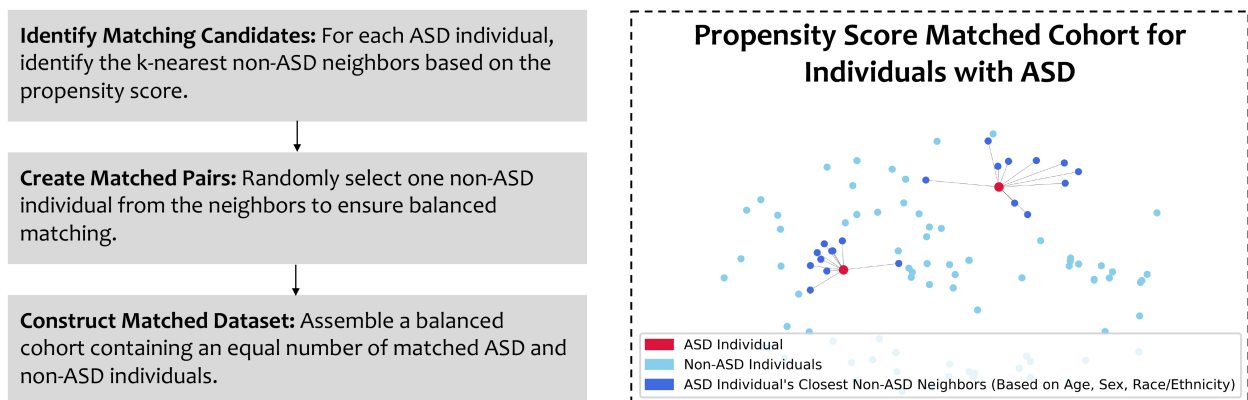 Identify Matching Candidates: For each ASD individual,
identify the k-nearest non-ASD neighbors based on the
propensity score.
Create Matched Pairs: Randomly select one non-ASD
individual from the neighbors to ensure balanced
matching.
Construct Matched Dataset: Assemble a balanced
cohort containing an equal number of matched ASD and
non-ASD individuals.
Propensity Score Matched Cohort for
Individuals with ASD
ASD Individual
Non-ASD Individuals
ASD Individual's Closest Non-ASD Neighbors (Based on Age, Sex, Race/Ethnicity)